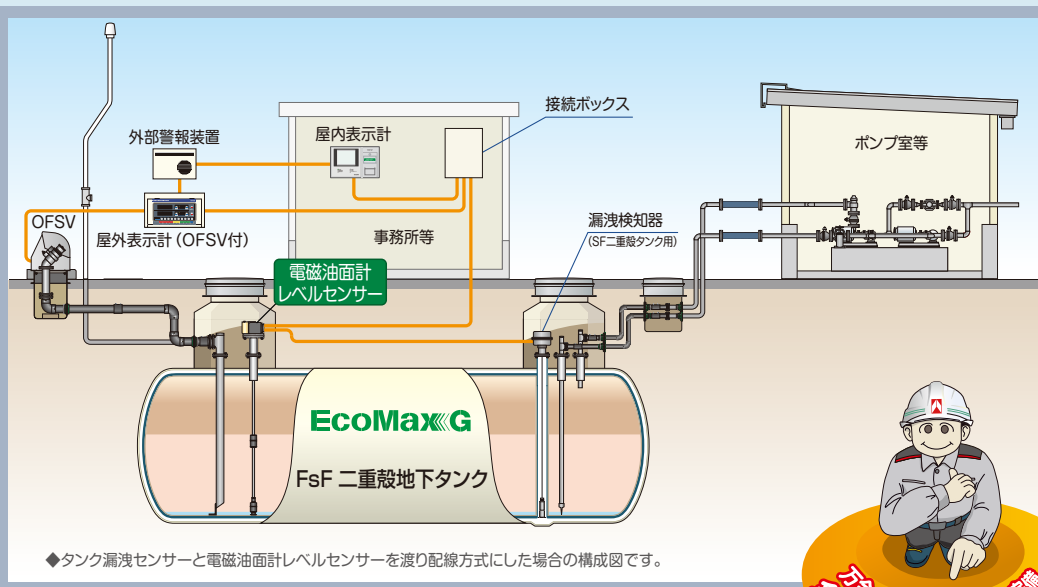 接続ボックス
外部警報装置
屋内表示計
ポンプ室等
OFSV
屋外表示計(OFSV付)
事務所等
漏洩検知器
(SF二重殻タンク用)
電磁油面計
レベルセンサー
EcoMaxG
FsF 二重殻地下タンク
◆タンク漏洩センサーと電磁油面計レベルセンサーを渡り配線方式にした場合の構成図です。